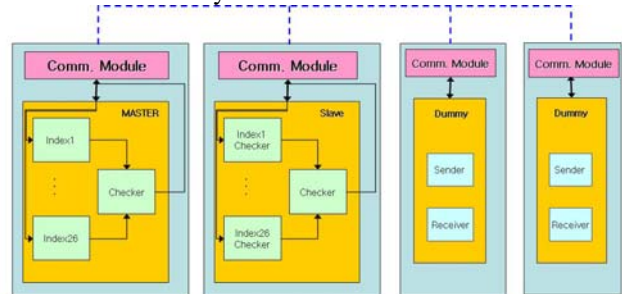 Comm. Module
MASTER
Index1
Checker
Index26
Comm. Module
Slave
Index1
Checker
Checker
Index26
Checker
Comm. Module
Dummy
Sender
Receiver
Comm. Module
Dummy
Sender
Receiver